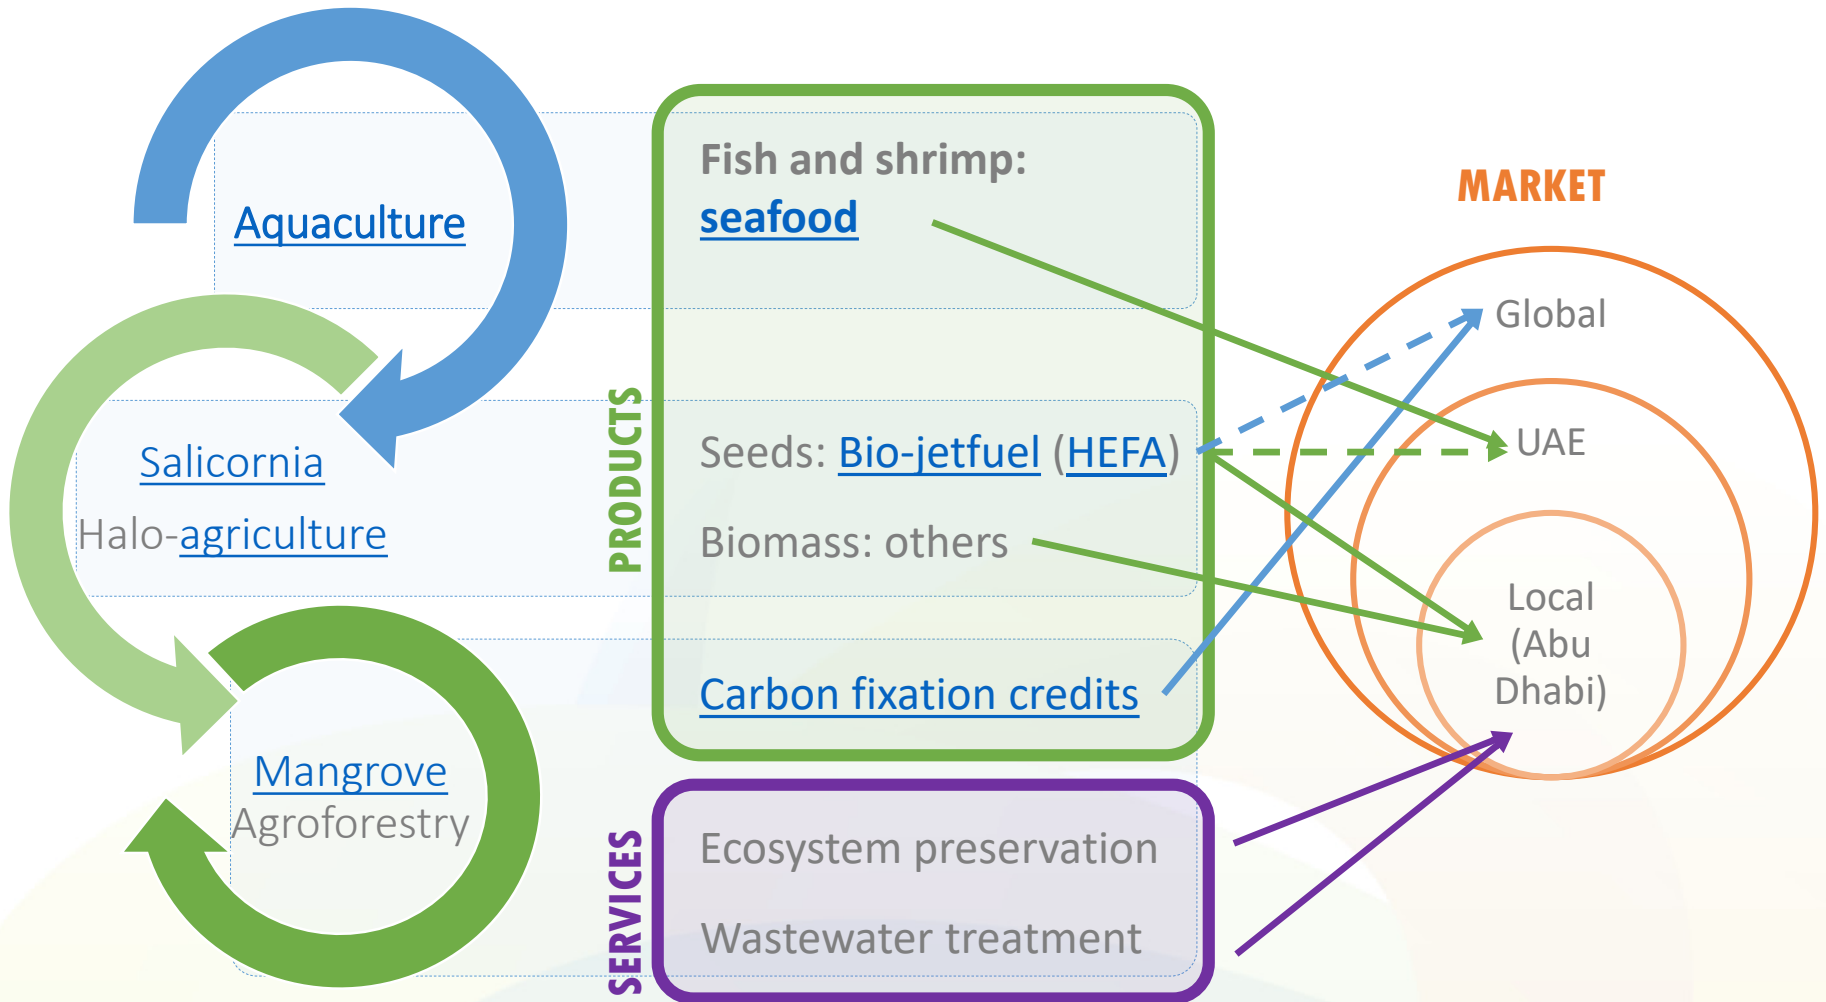 Aquaculture
Salicornia
Halo-agriculture
Mangrove
Agroforestry
PRODUCTS
Fish and shrimp:
seafood
Seeds: Bio-jetfuel (HEFA)
Biomass: others
Carbon fixation credits
SERVICES
Ecosystem preservation
Wastewater treatment
MARKET
Global
UAE
Local
(Abu
Dhabi)